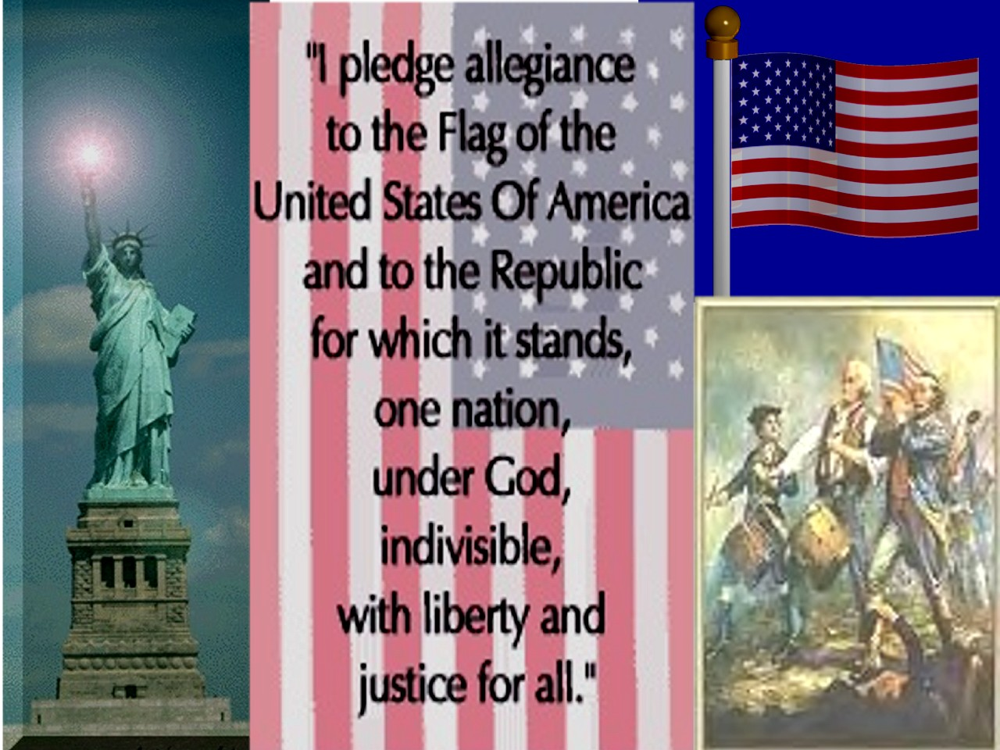 "I pledge allegiance
to the Flag of the
United States Of America
and to the Republic
for which it stands,
one nation,
under God,
indivisible,
with liberty and
justice for all."